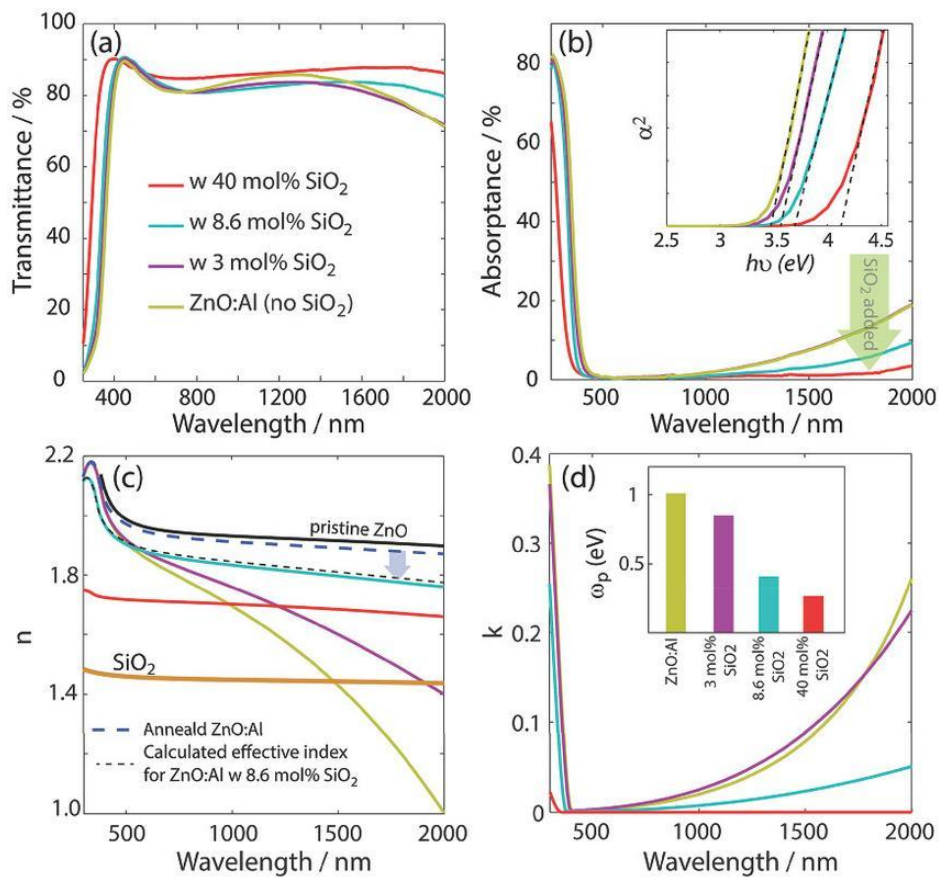 (a)
Transmittance / %
100
80
60
40
20
0
w 40 mol% SiO₂
w 8.6 mol% SiO₂
w 3 mol% SiO₂
ZnO:Al (no SiO₂)
400 800 1200 1600 2000
Wavelength / nm
(b)
Absorptance / %
100
80
60
40
20
0
α²
2.5 3 3.5 4 4.5
hυ (eV)
SiO₂ added
500 1000 1500 2000
Wavelength / nm
(c)
n
2.2
1.8
1.4
1.0
pristine ZnO
SiO₂
Anneald ZnO:Al
Calculated effective index
for ZnO:Al w 8.6 mol% SiO₂
500 1000 1500 2000
Wavelength / nm
(d)
k
0.4
0.3
0.2
0.1
0
ωp (eV)
1
0.5
ZnO:Al
3 mol%
SiO2
8.6 mol%
SiO2
40 mol%
SiO2
500 1000 1500 2000
Wavelength / nm